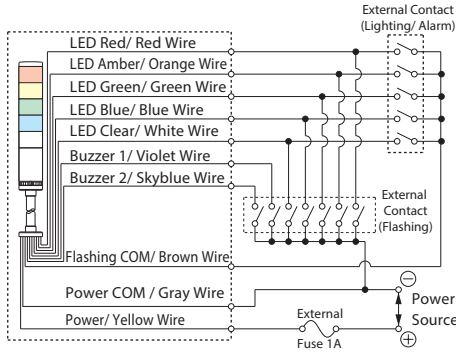 External Contact
(Lighting/ Alarm)
LED Red/ Red Wire
LED Amber/ Orange Wire
LED Green/ Green Wire
LED Blue/ Blue Wire
LED Clear/ White Wire
Buzzer 1/ Violet Wire
Buzzer 2/ Skyblue Wire
External
Contact
(Flashing)
Flashing COM/ Brown Wire
Power COM / Gray Wire
Power
Source
Power/ Yellow Wire
External
Fuse 1A